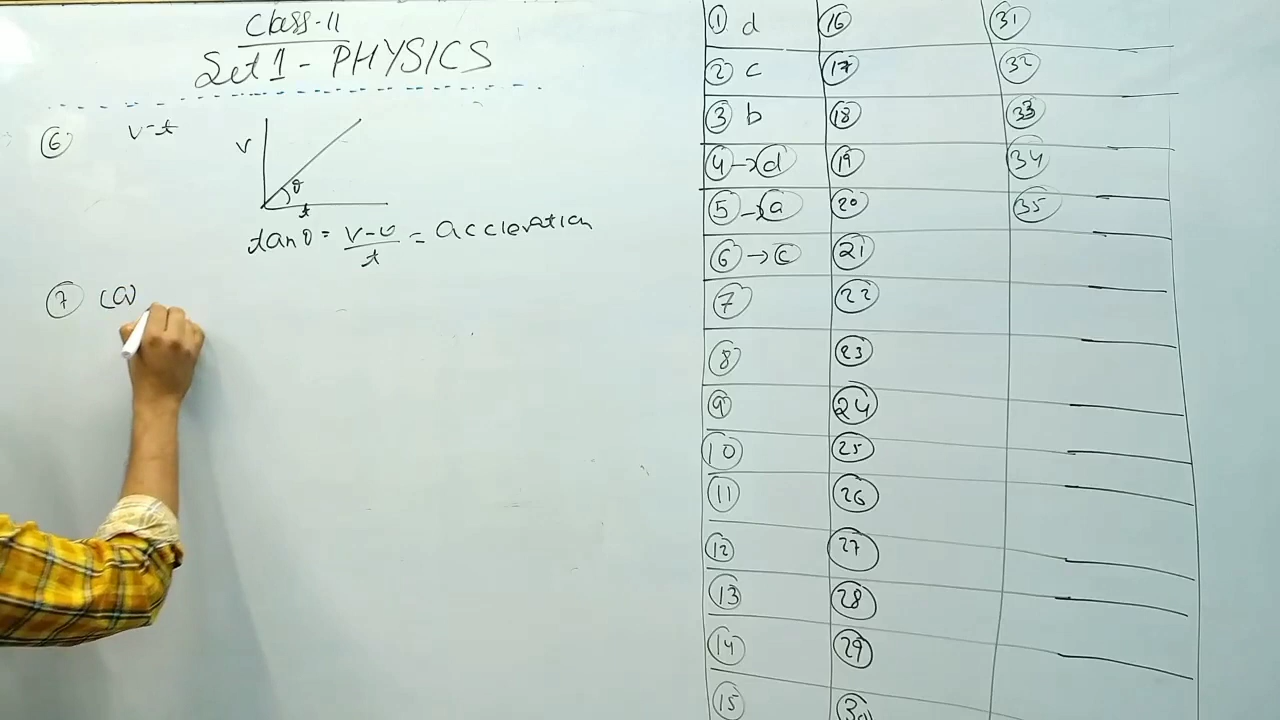 Class-11
Set 1 - PHYSICS
6 v-t
v
θ
t
tan θ = v-u/t = accleration
7 (a)
1 d
2 c
3 b
4 → d
5 → a
6 → c
7
8
9
10
11
12
13
14
15
16
17
18
19
20
21
22
23
24
25
26
27
28
29
30
31
32
33
34
35